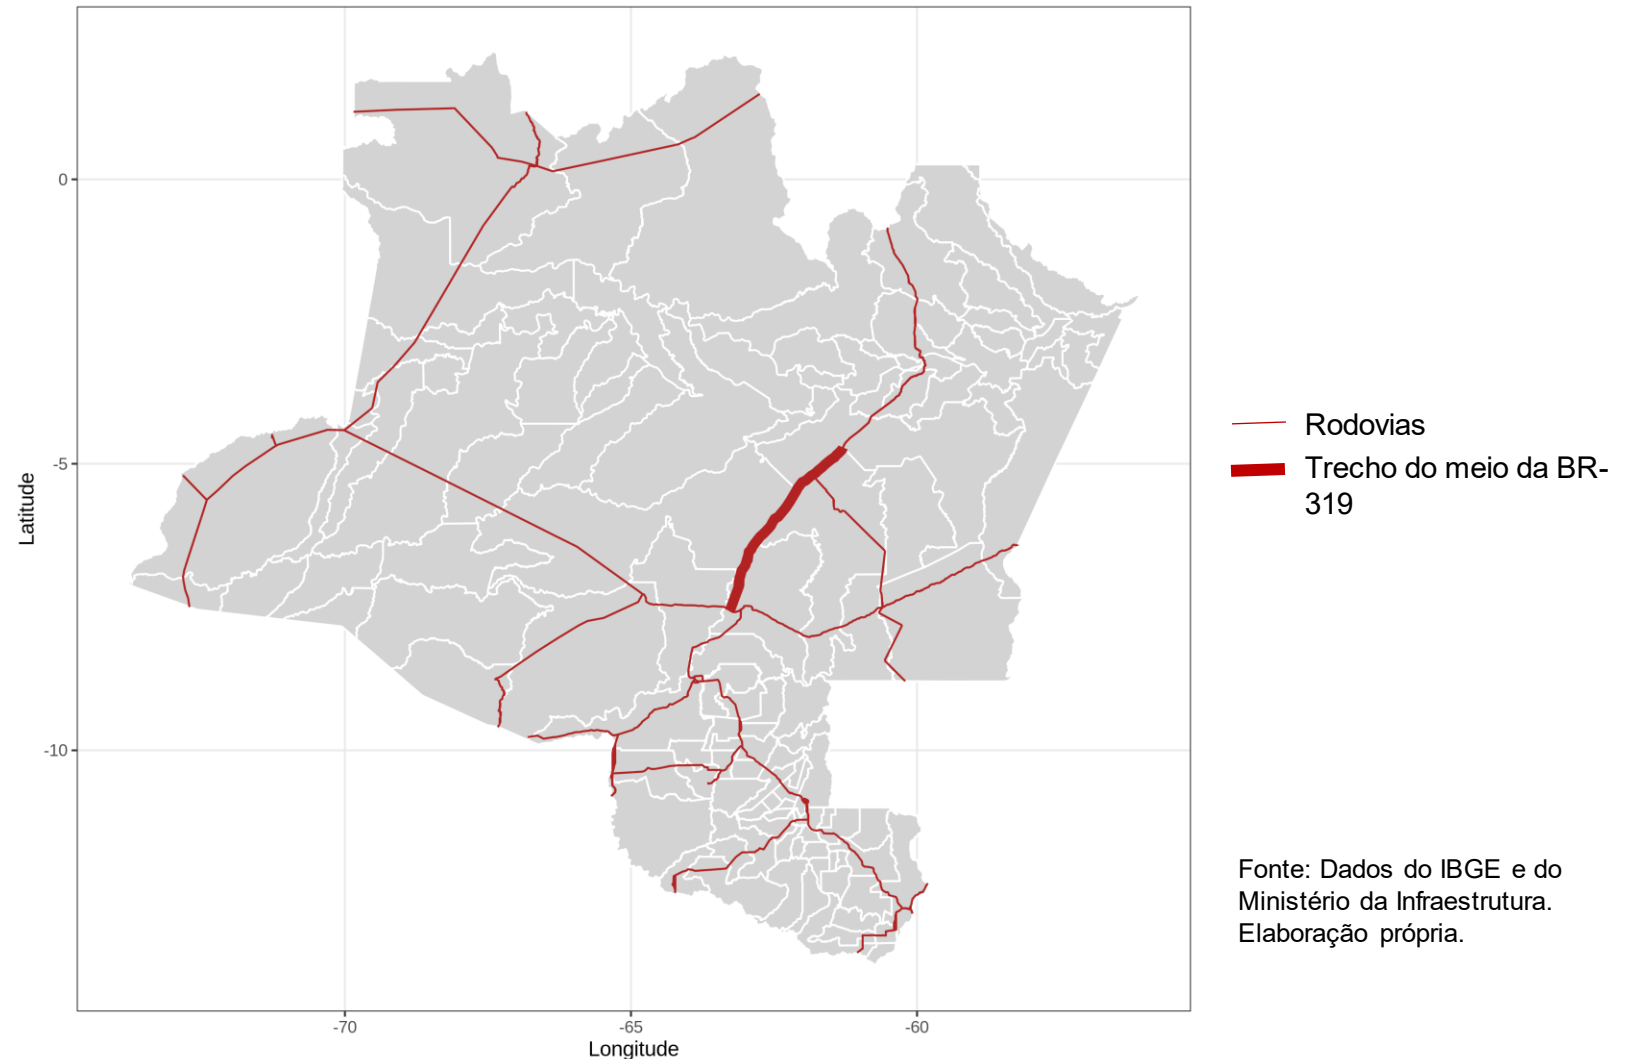 0
-5
-10
Latitude
-70
-65
-60
Longitude
Rodovias
Trecho do meio da BR-
319
Fonte: Dados do IBGE e do
Ministério da Infraestrutura.
Elaboração própria.